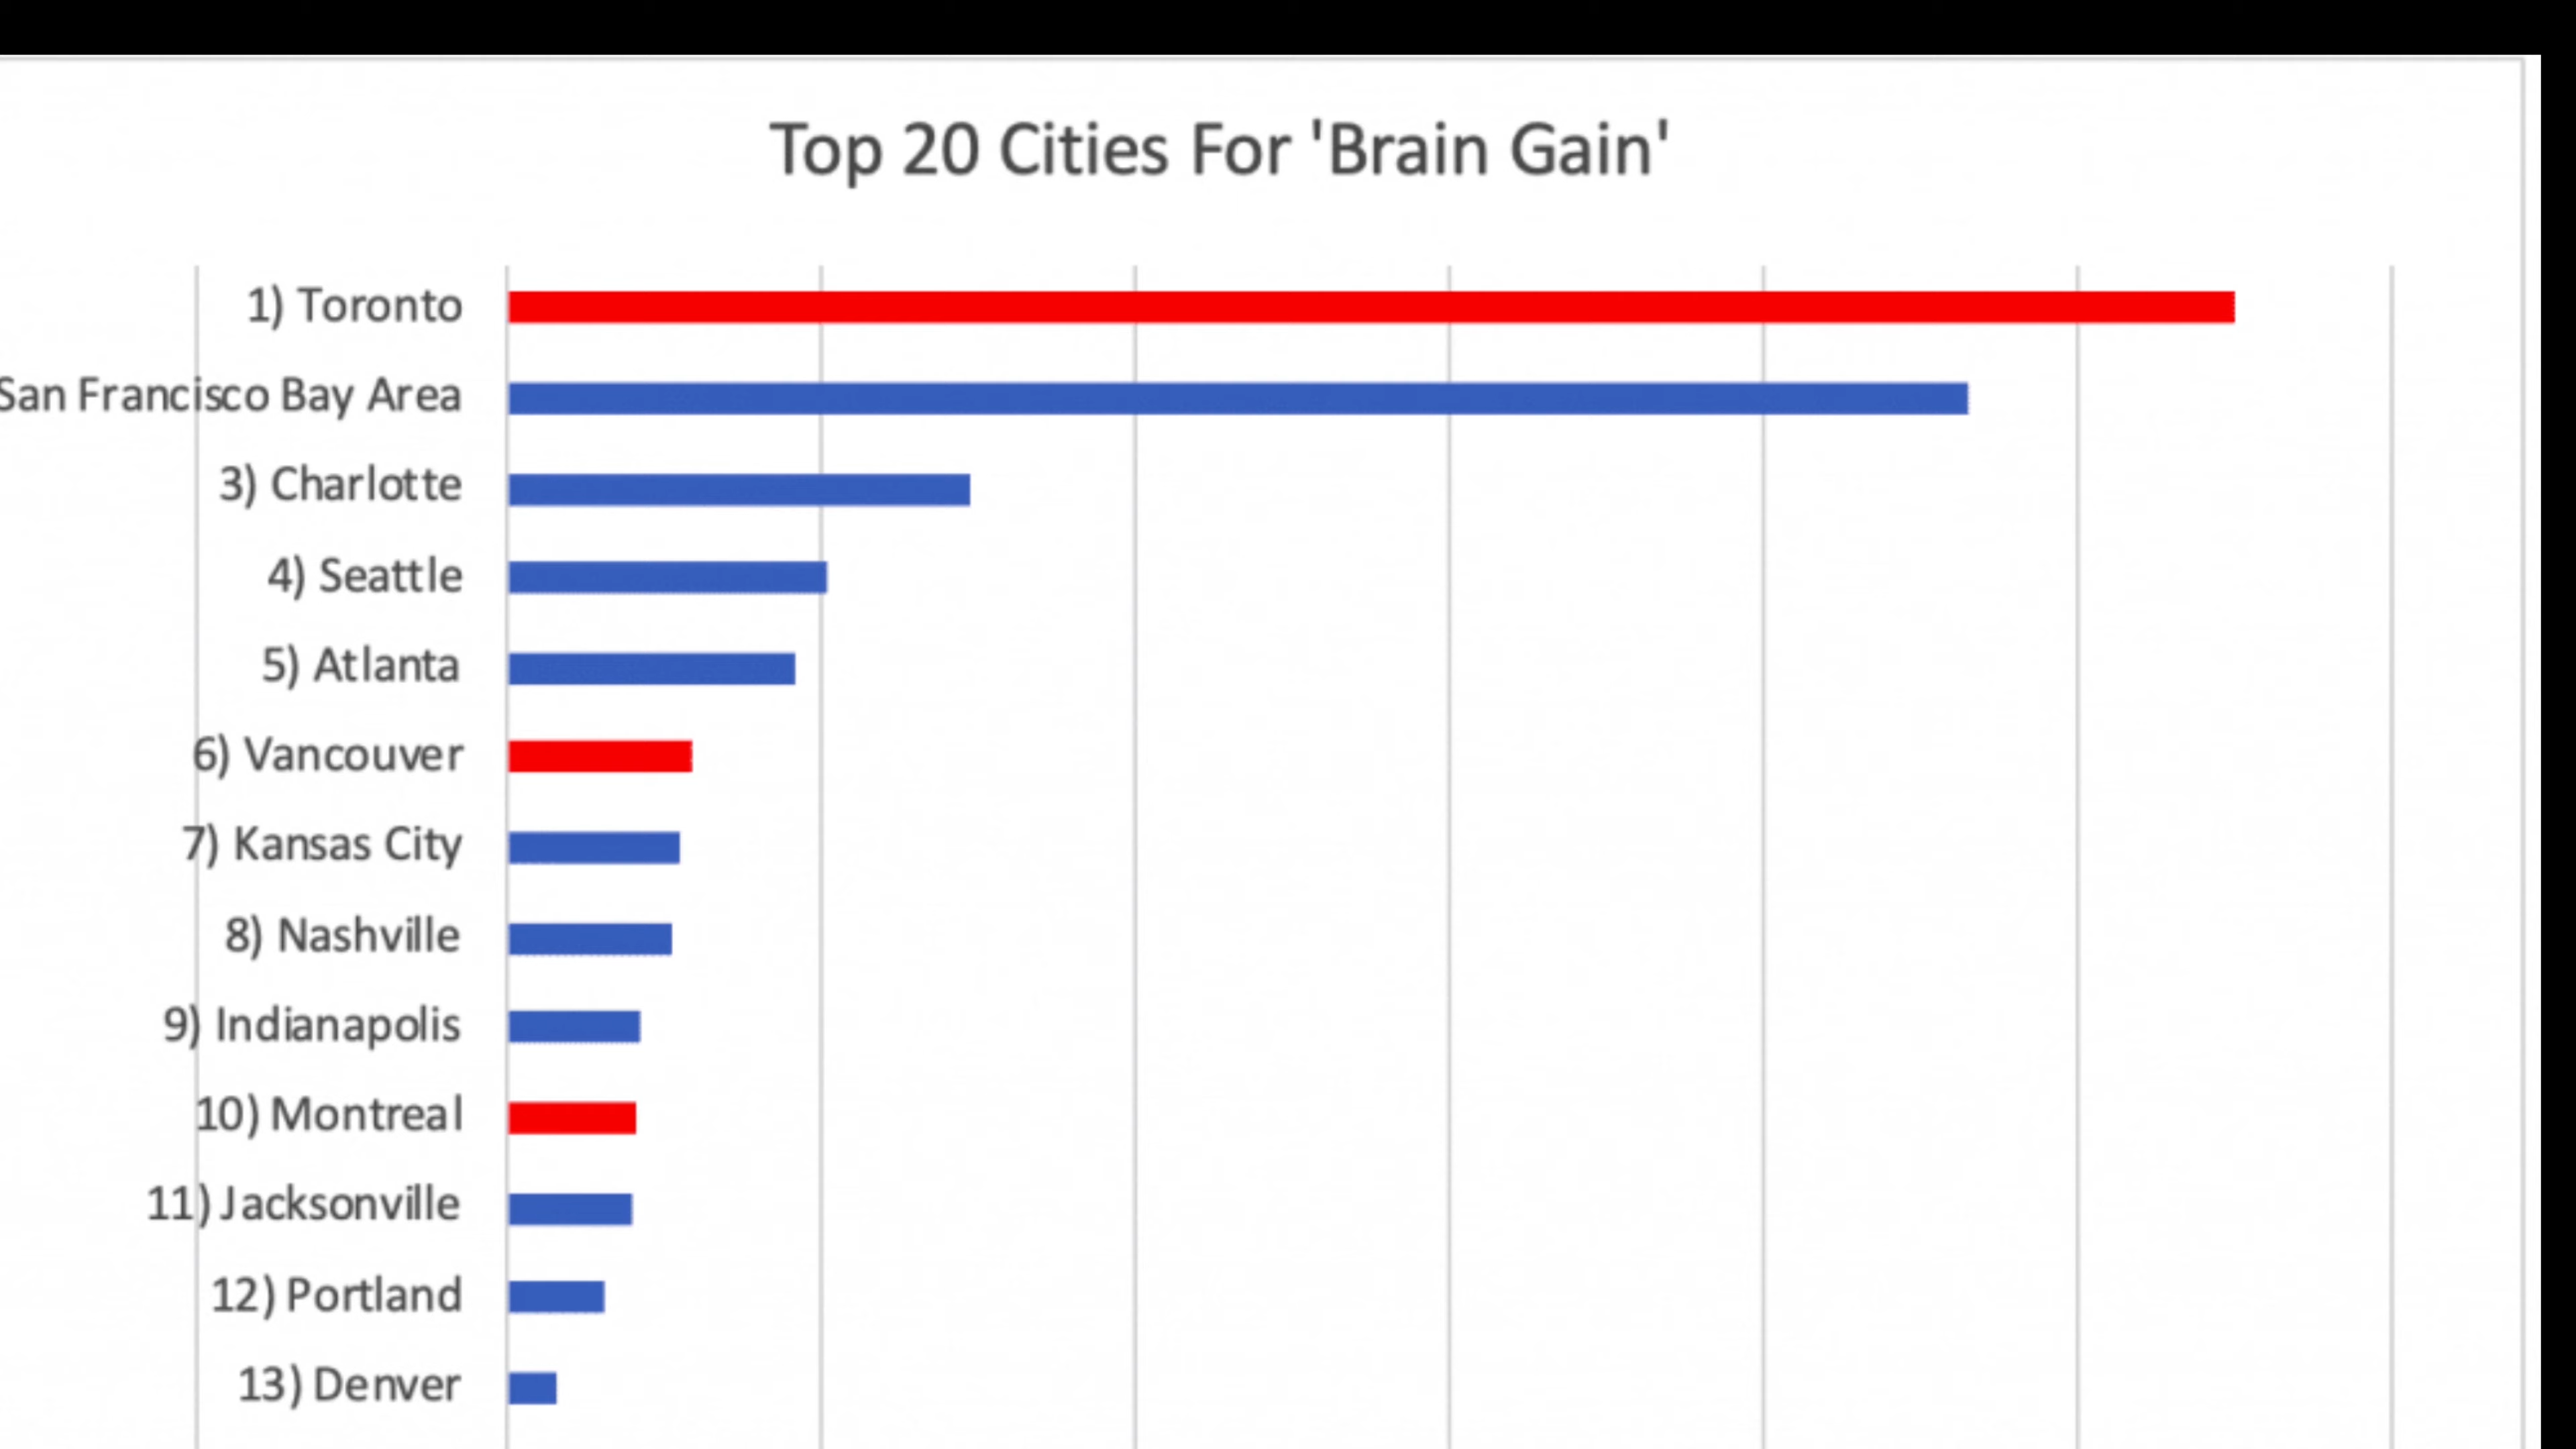 Top 20 Cities For 'Brain Gain'
1) Toronto
San Francisco Bay Area
3) Charlotte
4) Seattle
5) Atlanta
6) Vancouver
7) Kansas City
8) Nashville
9) Indianapolis
10) Montreal
11) Jacksonville
12) Portland
13) Denver